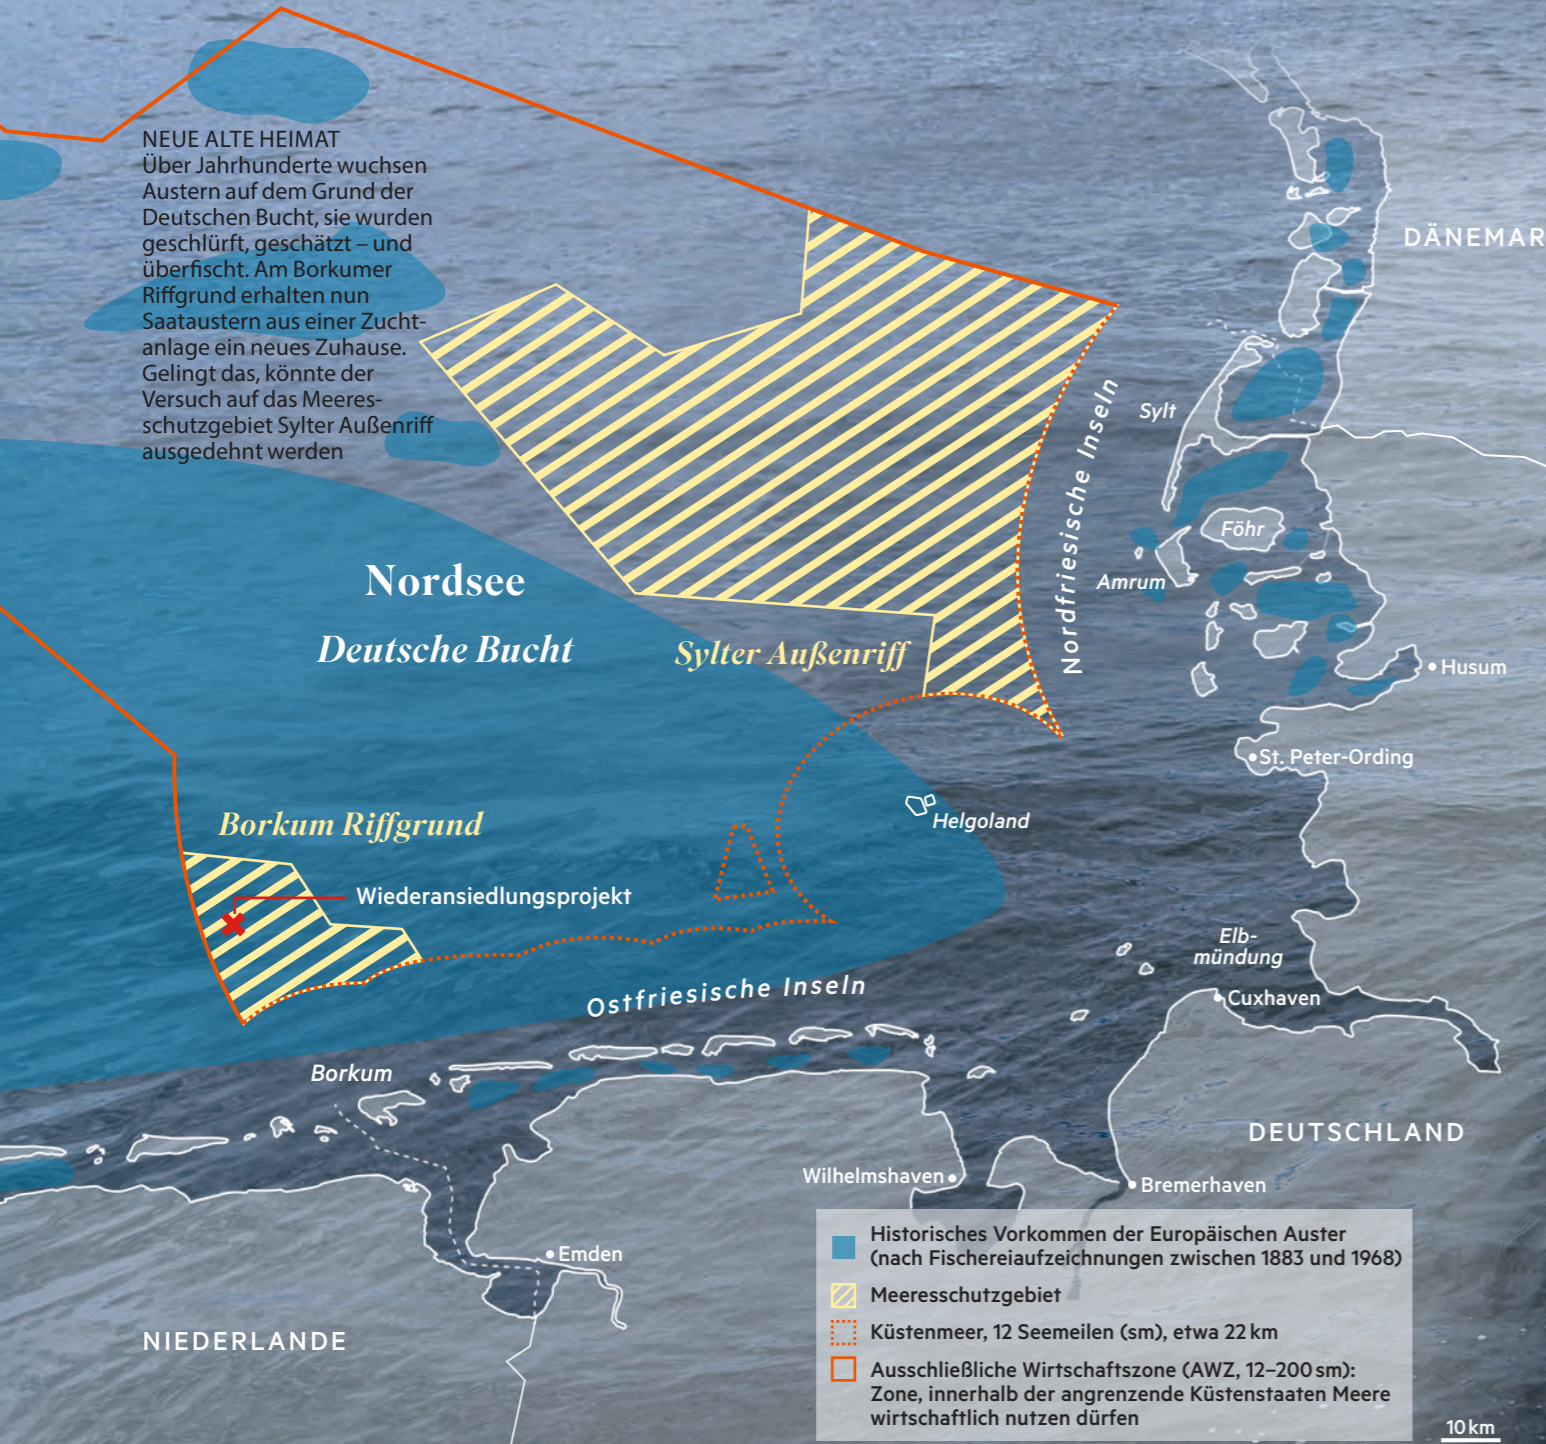 NEUE ALTE HEIMAT
Über Jahrhunderte wuchsen
Austern auf dem Grund der
Deutschen Bucht, sie wurden
geschlürft, geschätzt – und
überfischt. Am Borkumer
Riffgrund erhalten nun
Saataustern aus einer Zucht-
anlage ein neues Zuhause.
Gelingt das, könnte der
Versuch auf das Meeres-
schutzgebiet Sylter Außenriff
ausgedehnt werden
DÄNEMAR
Sylt
Nordfriesische Inseln
Föhr
Amrum
Nordsee
Deutsche Bucht
Sylter Außenriff
Husum
St. Peter-Ording
Helgoland
Borkum Riffgrund
Wiederansiedlungsprojekt
Elb-
mündung
Cuxhaven
Ostfriesische Inseln
Borkum
DEUTSCHLAND
Wilhelmshaven
Bremerhaven
Emden
NIEDERLANDE
Historisches Vorkommen der Europäischen Auster
(nach Fischereiaufzeichnungen zwischen 1883 und 1968)
Meeresschutzgebiet
Küstenmeer, 12 Seemeilen (sm), etwa 22 km
Ausschließliche Wirtschaftszone (AWZ, 12–200 sm):
Zone, innerhalb der angrenzende Küstenstaaten Meere
wirtschaftlich nutzen dürfen
10 km